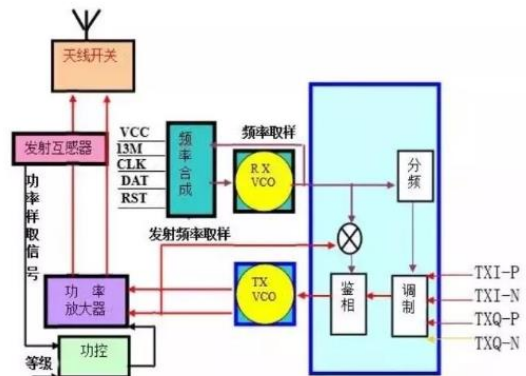 天线开关
发射互感器
VCC
13M
CLK
DAT
RST
频率合成
频率取样
RX
VCO
分频
功率样取信号
发射频率取样
功率
放大器
TX
VCO
鉴相
调制
TXI-P
TXI-N
TXQ-P
TXQ-N
等级
功控